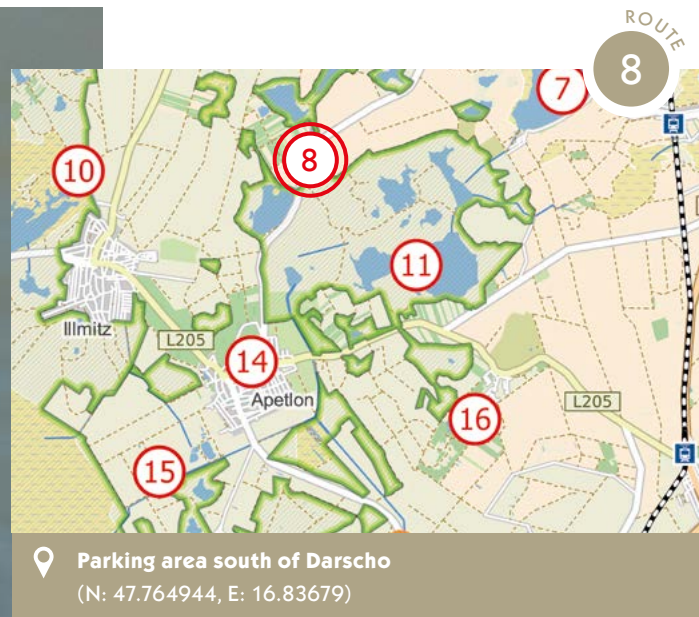 ROUTE
8
7
8
10
11
Illmitz
L205
14
Apetlon
L205
16
15
Parking area south of Darscho
(N: 47.764944, E: 16.83679)